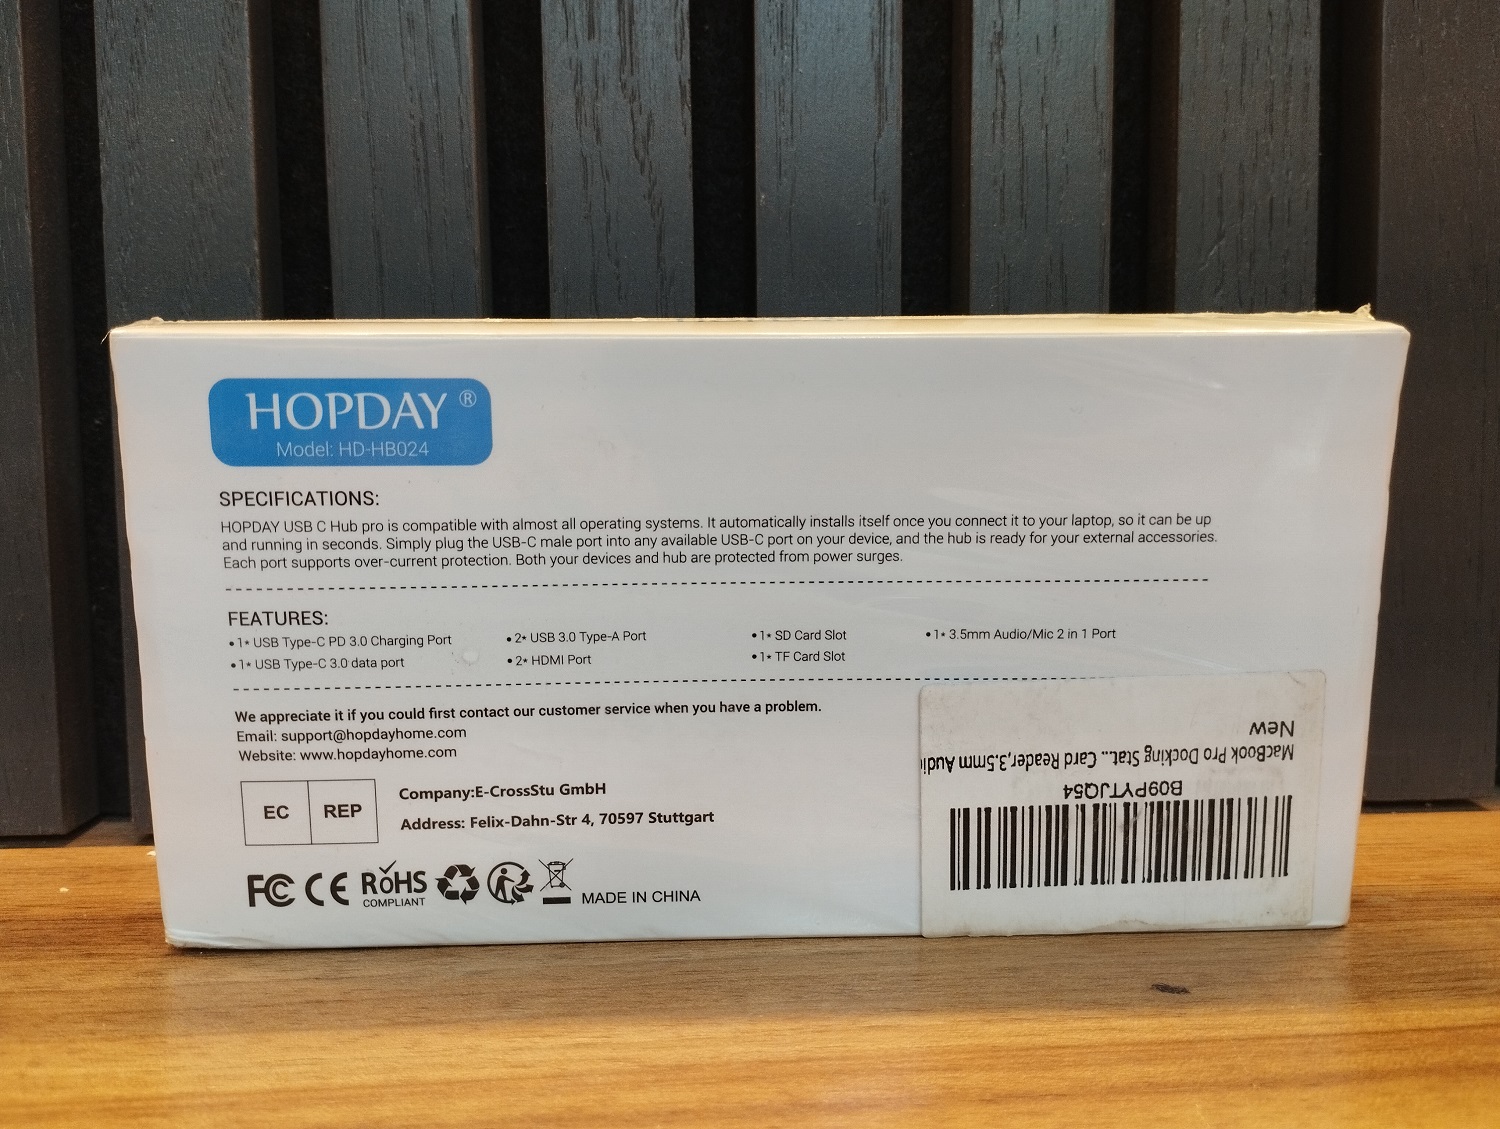 HOPDAY ®
Model: HD-HB024
SPECIFICATIONS:
HOPDAY USB C Hub pro is compatible with almost all operating systems. It automatically installs itself once you connect it to your laptop, so it can be up
and running in seconds. Simply plug the USB-C male port into any available USB-C port on your device, and the hub is ready for your external accessories.
Each port supports over-current protection. Both your devices and hub are protected from power surges.
FEATURES:
• 1* USB Type-C PD 3.0 Charging Port
• 1* USB Type-C 3.0 data port
• 2* USB 3.0 Type-A Port
• 2* HDMI Port
• 1* SD Card Slot
• 1* TF Card Slot
• 1* 3.5mm Audio/Mic 2 in 1 Port
We appreciate it if you could first contact our customer service when you have a problem.
Email: support@hopdayhome.com
Website: www.hopdayhome.com
EC REP
Company:E-CrossStu GmbH
Address: Felix-Dahn-Str 4, 70597 Stuttgart
FC CE RoHS
COMPLIANT
MADE IN CHINA
B09PYTJQ54
MacBook Pro Docking Stat... Card Reader,3.5mm Audi
New